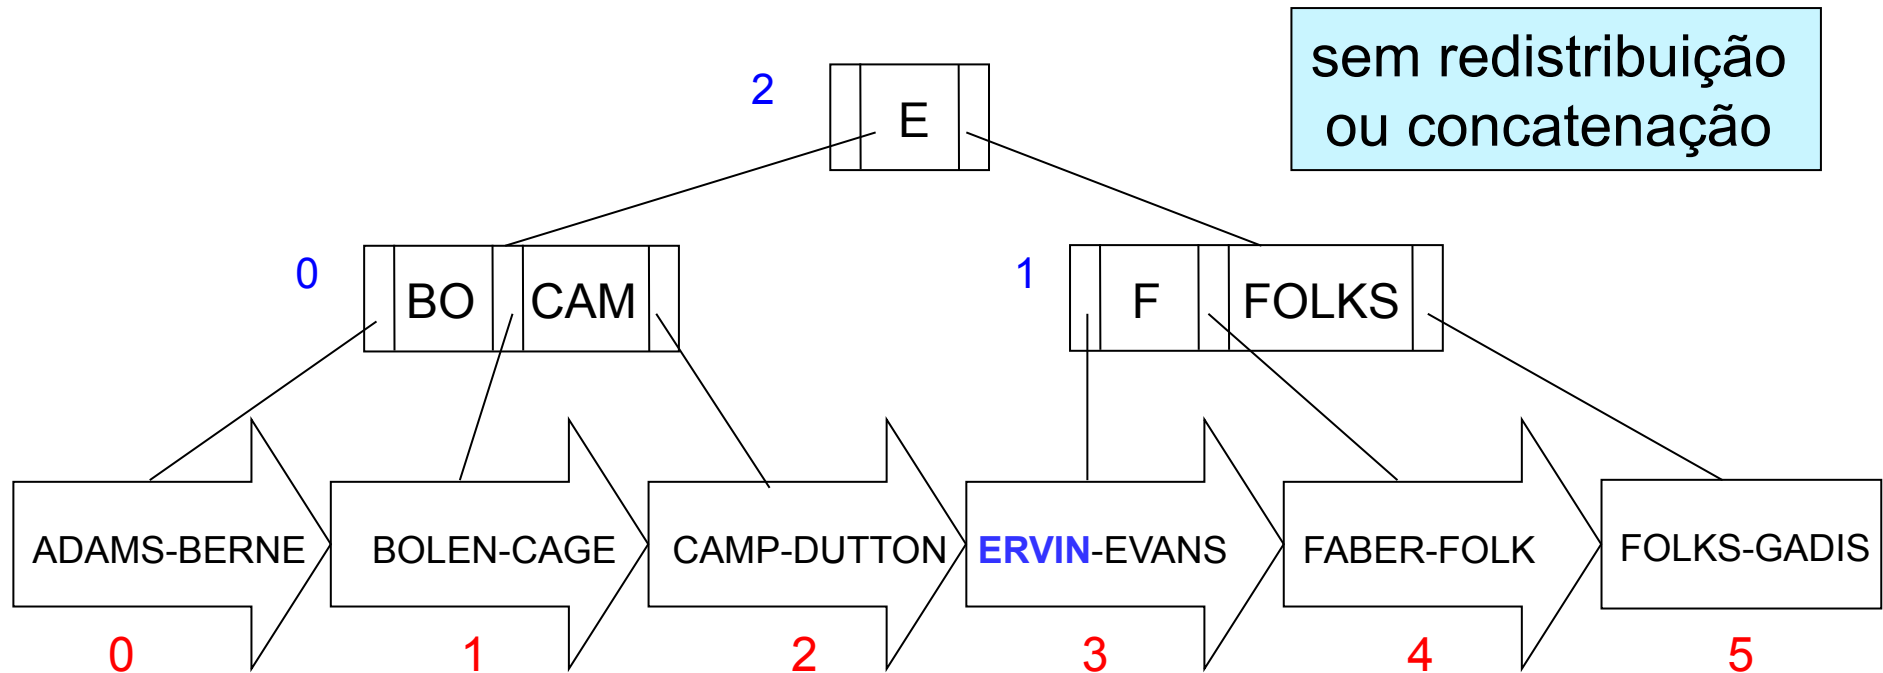 sem redistribuição
ou concatenação
2
E
0
BO CAM
1
F FOLKS
ADAMS-BERNE
BOLEN-CAGE
CAMP-DUTTON
ERVIN-EVANS
FABER-FOLK
FOLKS-GADIS
0
1
2
3
4
5